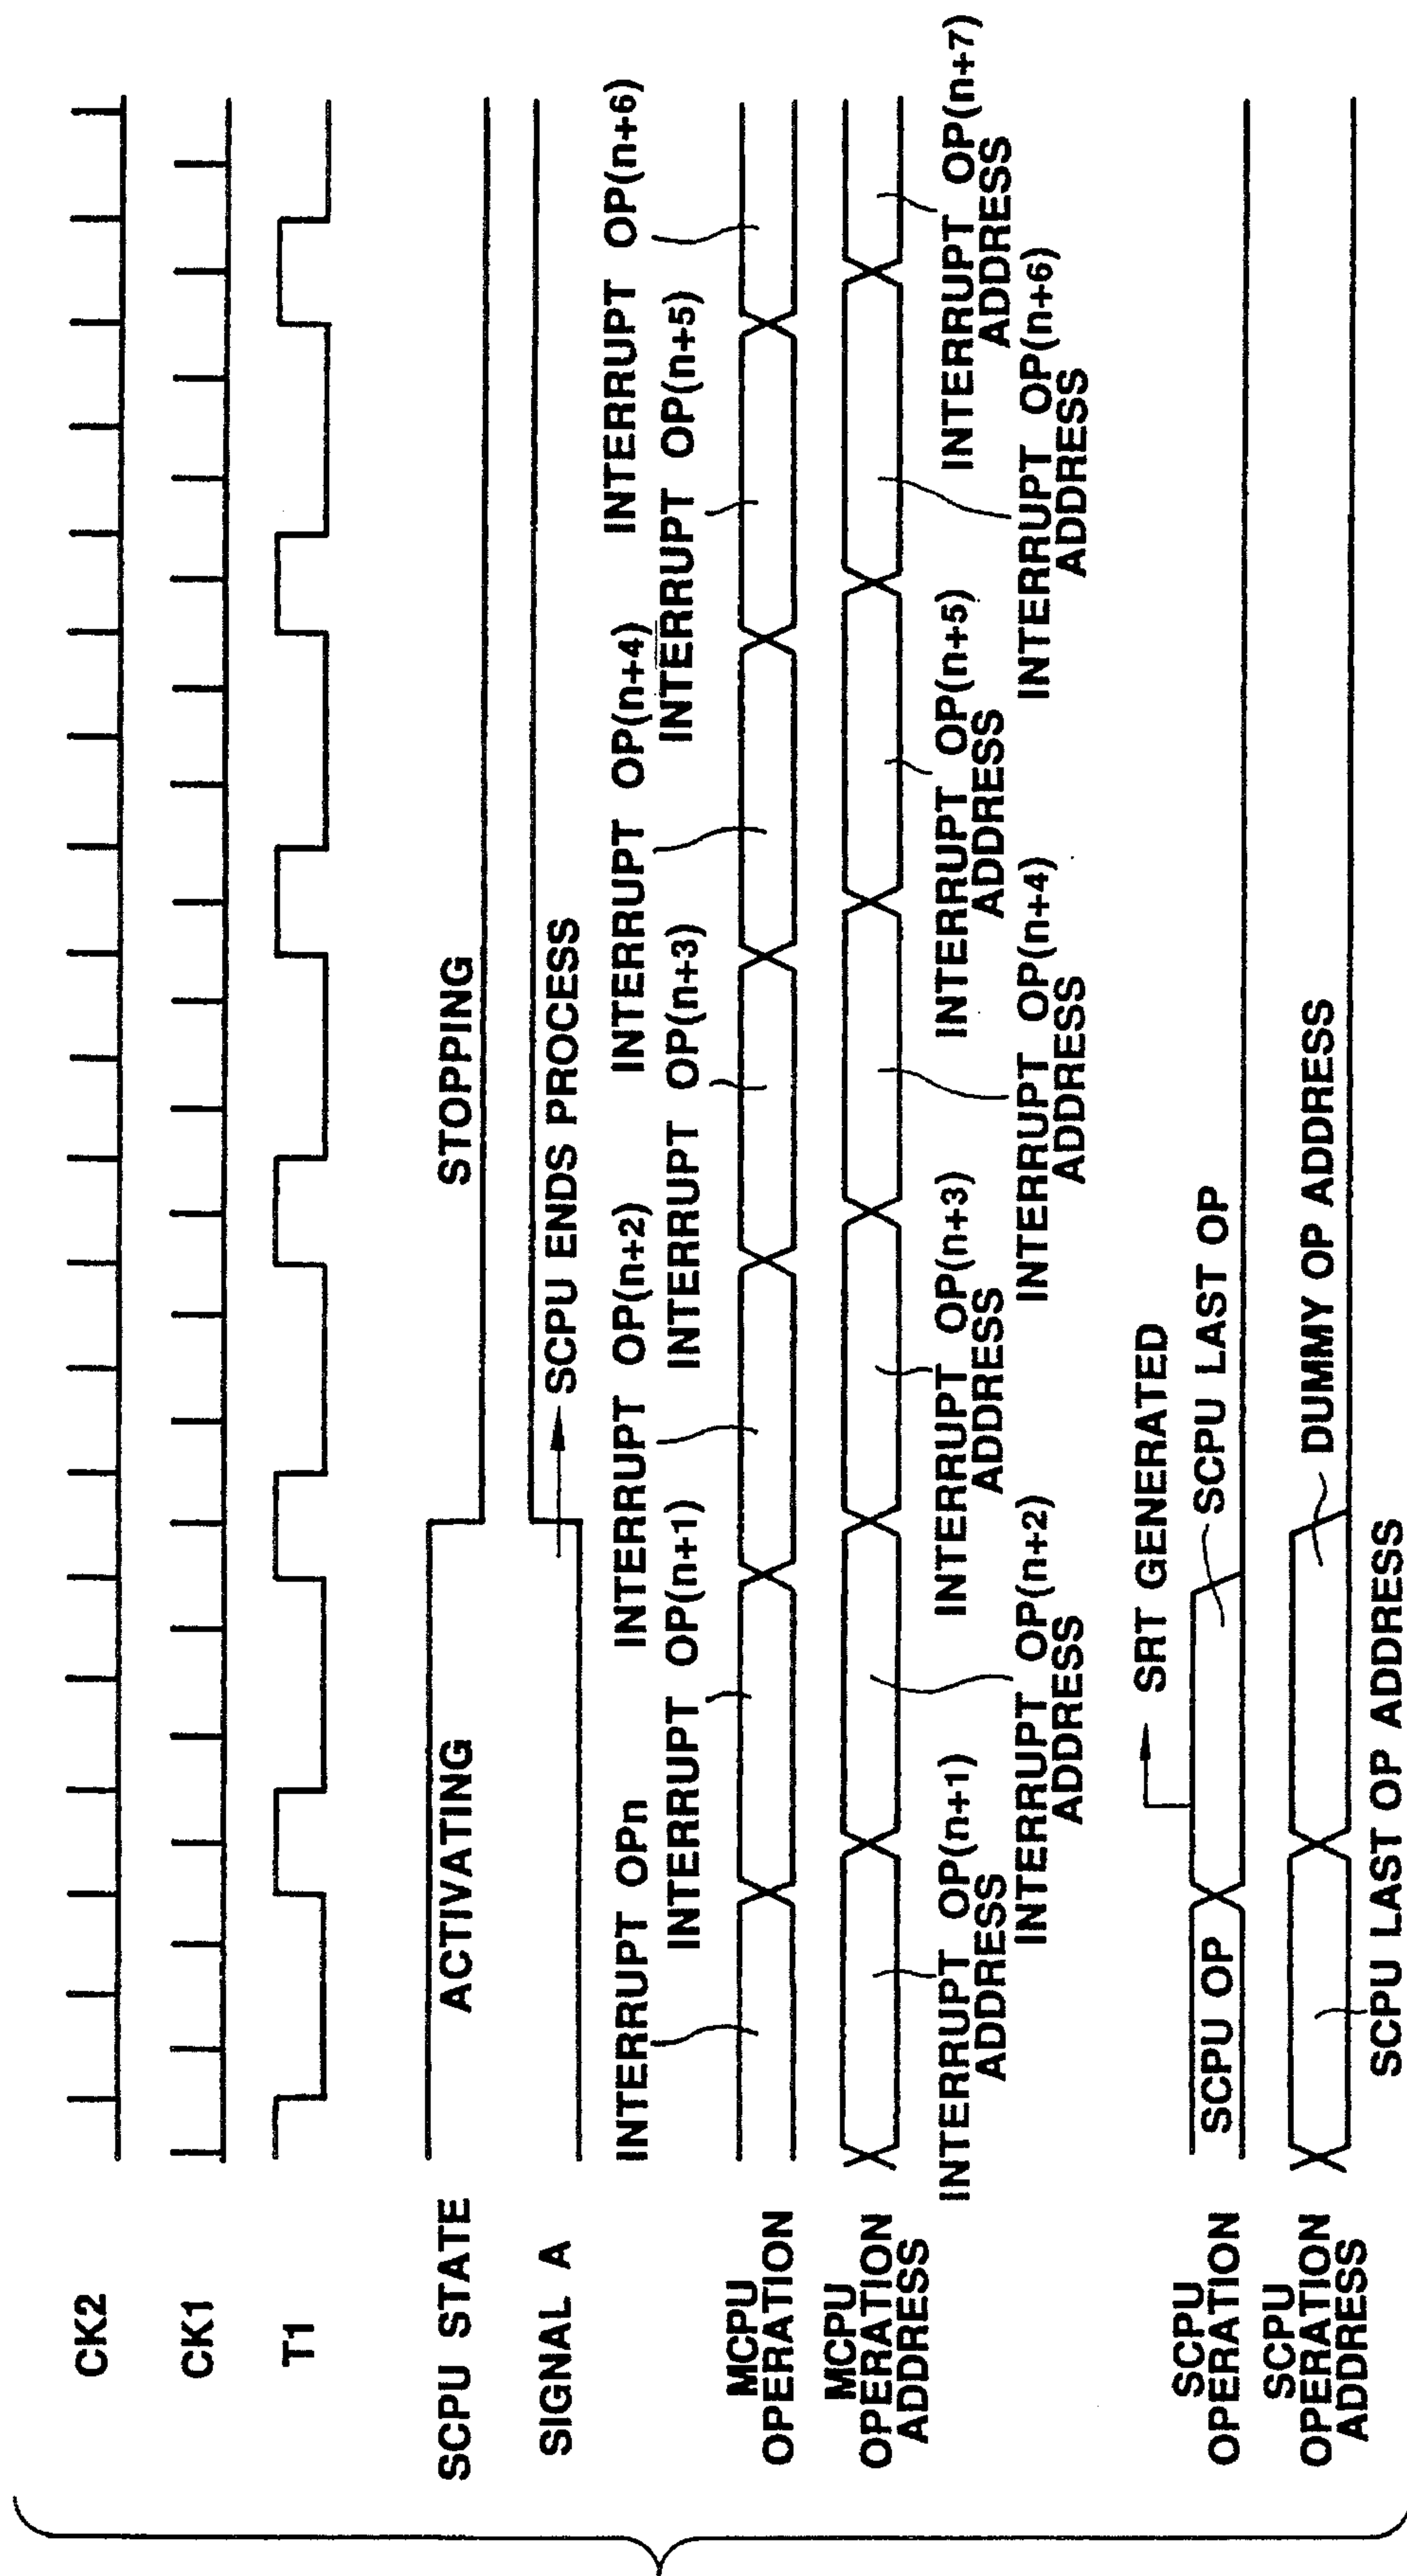 CK2
CK1
T1
SCPU STATE
ACTIVATING
STOPPING
SIGNAL A
SCPU ENDS PROCESS
INTERRUPT OPn
INTERRUPT OP(n+2)
INTERRUPT OP(n+4)
INTERRUPT OP(n+6)
INTERRUPT OP(n+1)
INTERRUPT OP(n+3)
INTERRUPT OP(n+5)
MCPU
OPERATION
MCPU
OPERATION
ADDRESS
INTERRUPT OP(n+1)
ADDRESS
INTERRUPT OP(n+3)
ADDRESS
INTERRUPT OP(n+5)
ADDRESS
INTERRUPT OP(n+7)
ADDRESS
INTERRUPT OP(n+2)
ADDRESS
INTERRUPT OP(n+4)
ADDRESS
INTERRUPT OP(n+6)
ADDRESS
SRT GENERATED
SCPU
OPERATION
SCPU OP
SCPU LAST OP
SCPU
OPERATION
ADDRESS
DUMMY OP ADDRESS
SCPU LAST OP ADDRESS